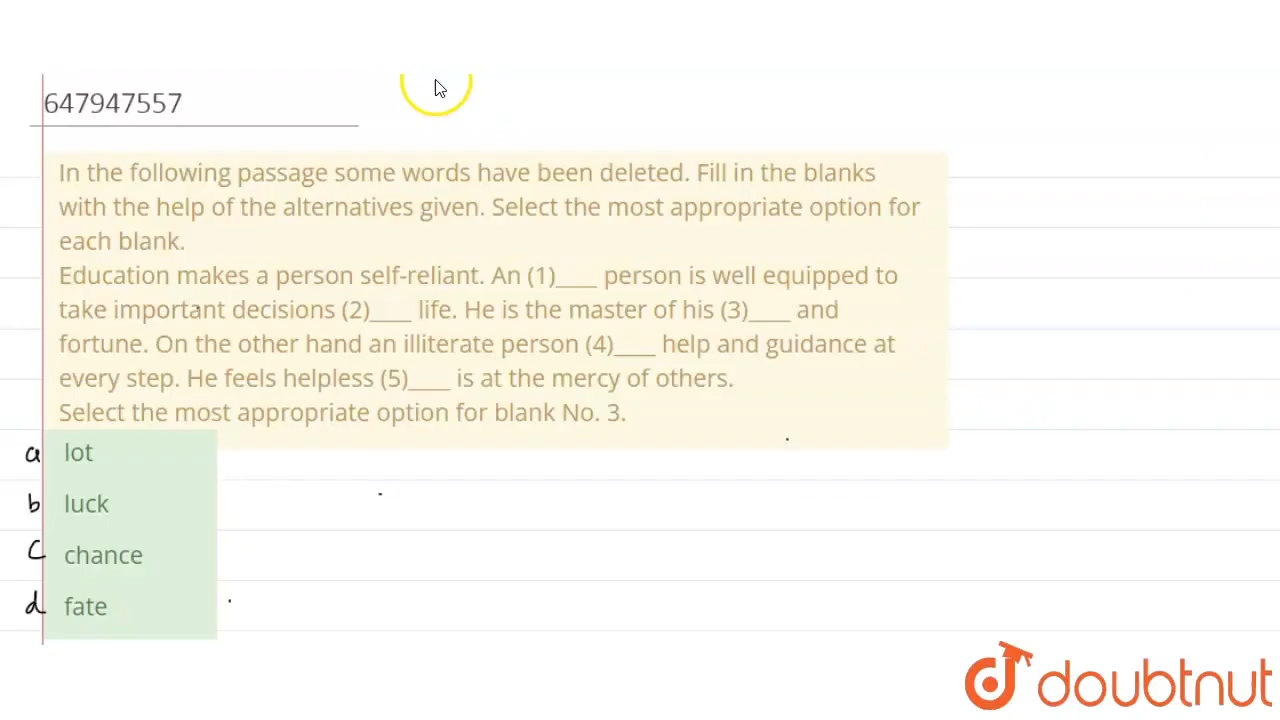 647947557
In the following passage some words have been deleted. Fill in the blanks
with the help of the alternatives given. Select the most appropriate option for
each blank.
Education makes a person self-reliant. An (1)____ person is well equipped to
take important decisions (2)____ life. He is the master of his (3)____ and
fortune. On the other hand an illiterate person (4)____ help and guidance at
every step. He feels helpless (5)____ is at the mercy of others.
Select the most appropriate option for blank No. 3.
a lot
b luck
C chance
d fate
doubtnut